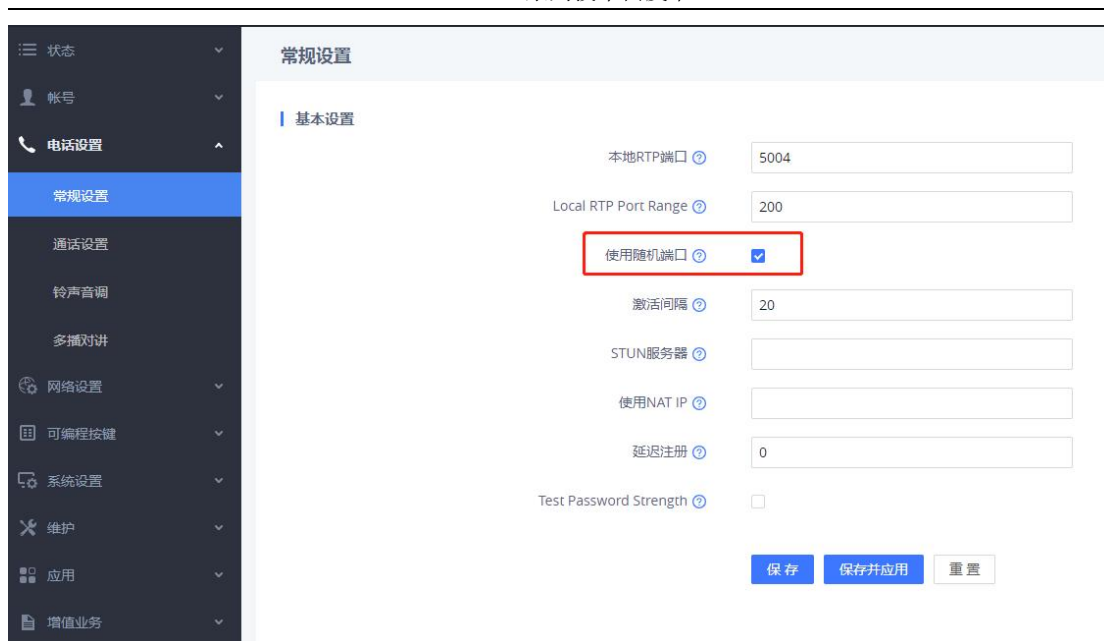 状态
帐号
电话设置
常规设置
通话设置
铃声音调
多播对讲
网络设置
可编程按键
系统设置
维护
应用
增值业务
常规设置
基本设置
本地RTP端口 5004
Local RTP Port Range 200
使用随机端口
激活间隔 20
STUN服务器
使用NAT IP
延迟注册 0
Test Password Strength
保存 保存并应用 重置